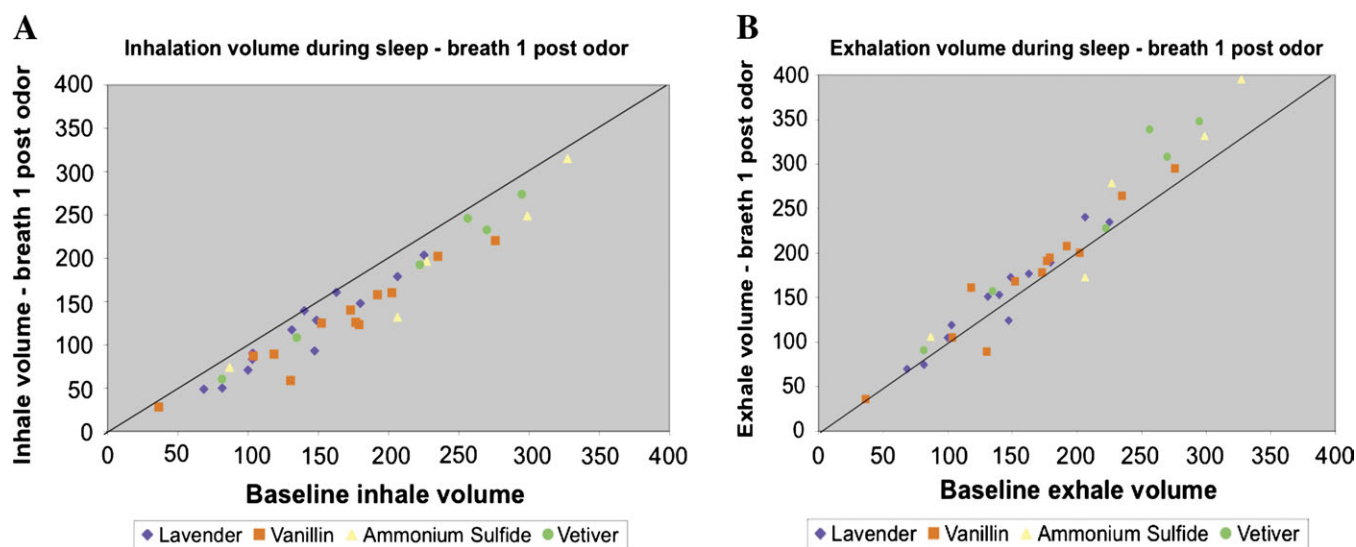 A
Inhalation volume during sleep - breath 1 post odor
Inhale volume - breath 1 post odor
400
350
300
250
200
150
100
50
0
0 50 100 150 200 250 300 350 400
Baseline inhale volume
Lavender Vanillin Ammonium Sulfide Vetiver
B
Exhalation volume during sleep - breath 1 post odor
Exhale volume - braeth 1 post odor
400
350
300
250
200
150
100
50
0
0 50 100 150 200 250 300 350 400
Baseline exhale volume
Lavender Vanillin Ammonium Sulfide Vetiver